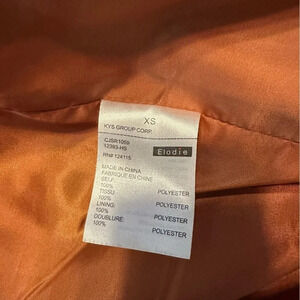 XS
KYS GROUP CORP.
CJSR1059
12393-HS
Elodie
RN# 124115
MADE IN CHINA
FABRIQUE EN CHINE
SELF
100% POLYESTER
TISSU:
100% POLYESTER
LINING:
100% POLYESTER
DOUBLURE:
100% POLYESTER